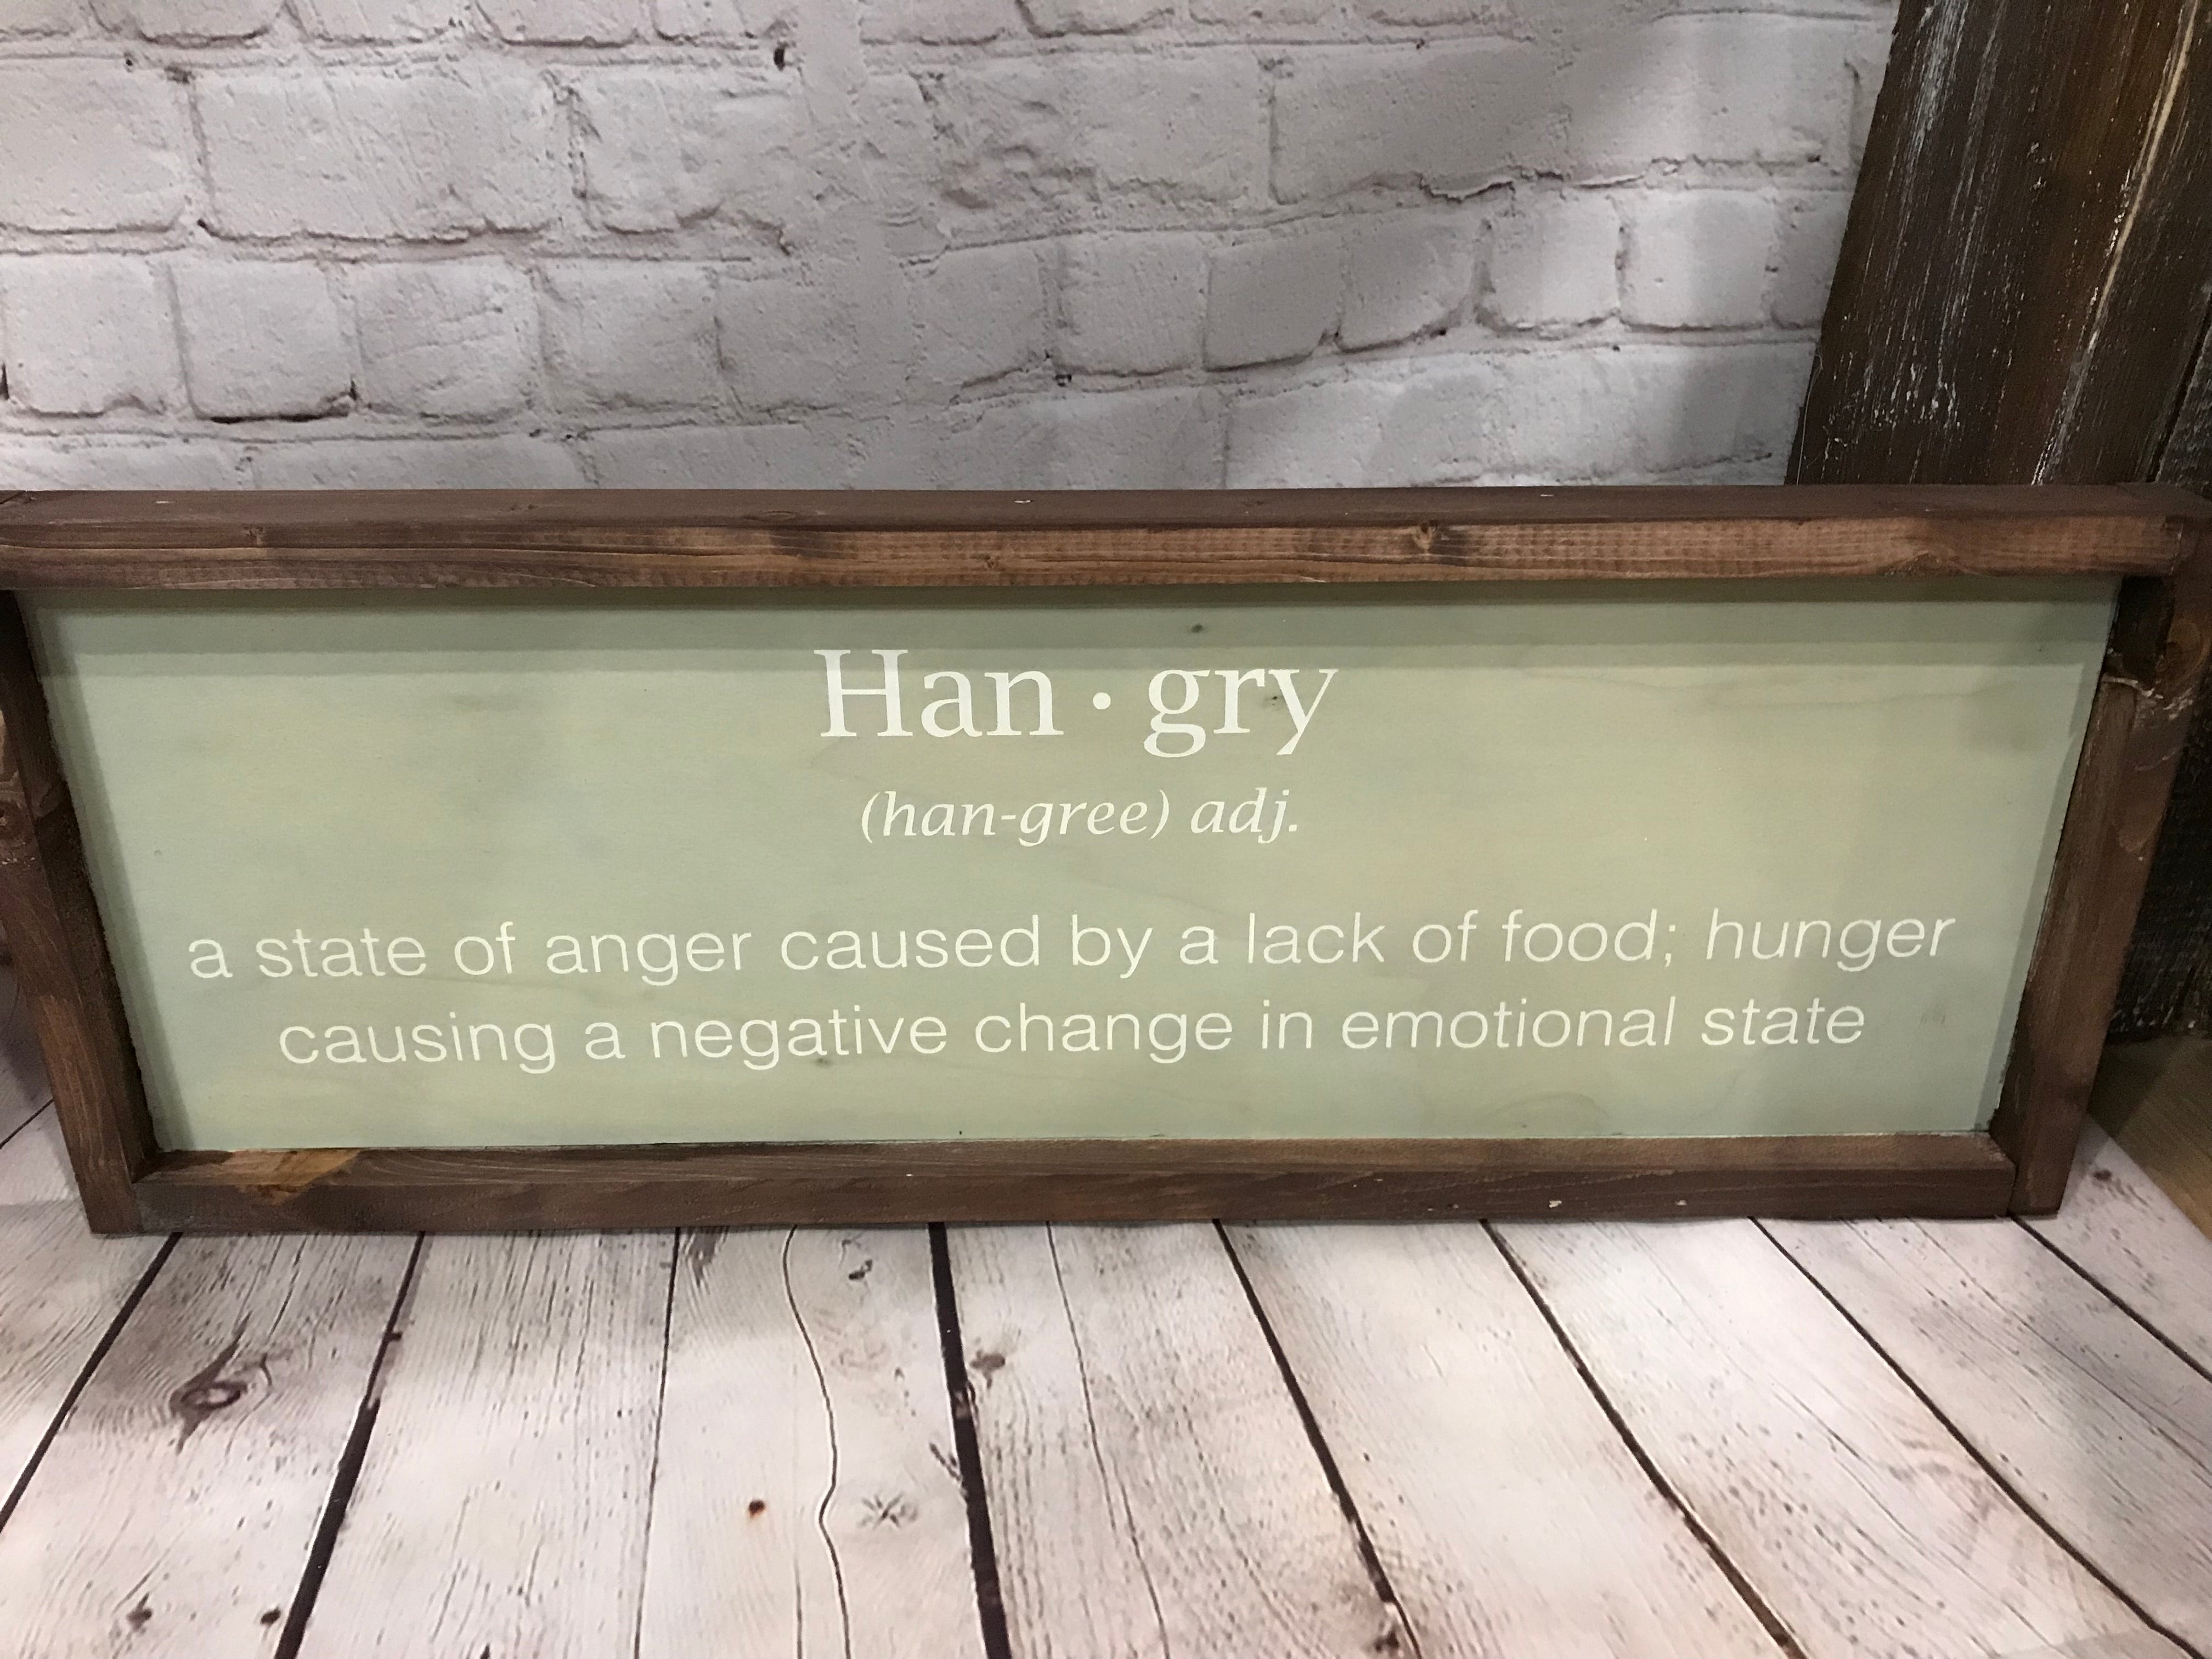 Han · gry
(han-gree) adj.
a state of anger caused by a lack of food; hunger
causing a negative change in emotional state